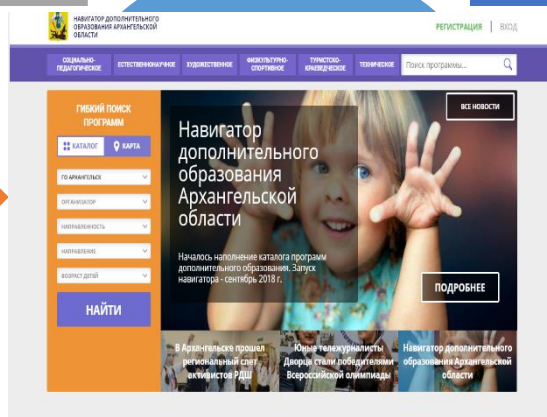 НАВИГАТОР ДОПОЛНИТЕЛЬНОГО
ОБРАЗОВАНИЯ АРХАНГЕЛЬСКОЙ
ОБЛАСТИ
РЕГИСТРАЦИЯ ВХОД
СОЦИАЛЬНО-
ПЕДАГОГИЧЕСКОЕ
ЕСТЕСТВЕННОНАУЧНОЕ
ХУДОЖЕСТВЕННОЕ
ФИЗКУЛЬТУРНО-
СПОРТИВНОЕ
ТУРИСТСКО-
КРАЕВЕДЧЕСКОЕ
ТЕХНИЧЕСКОЕ
Поиск программы...
ГИБКИЙ ПОИСК
ПРОГРАММ
КАТАЛОГ КАРТА
ГО АРХАНГЕЛЬСК
ОРГАНИЗАТОР
НАПРАВЛЕННОСТЬ
НАПРАВЛЕНИЕ
ВОЗРАСТ ДЕТЕЙ
НАЙТИ
ВСЕ НОВОСТИ
Навигатор
дополнительного
образования
Архангельской
области
Началось наполнение каталога программ
дополнительного образования. Запуск
навигатора - сентябрь 2018 г.
ПОДРОБНЕЕ
В Архангельске прошел
региональный слет
активистов РДШ
Юные тележурналисты
Дворца стали победителями
Всероссийской олимпиады
Навигатор дополнительного
образования Архангельской
области